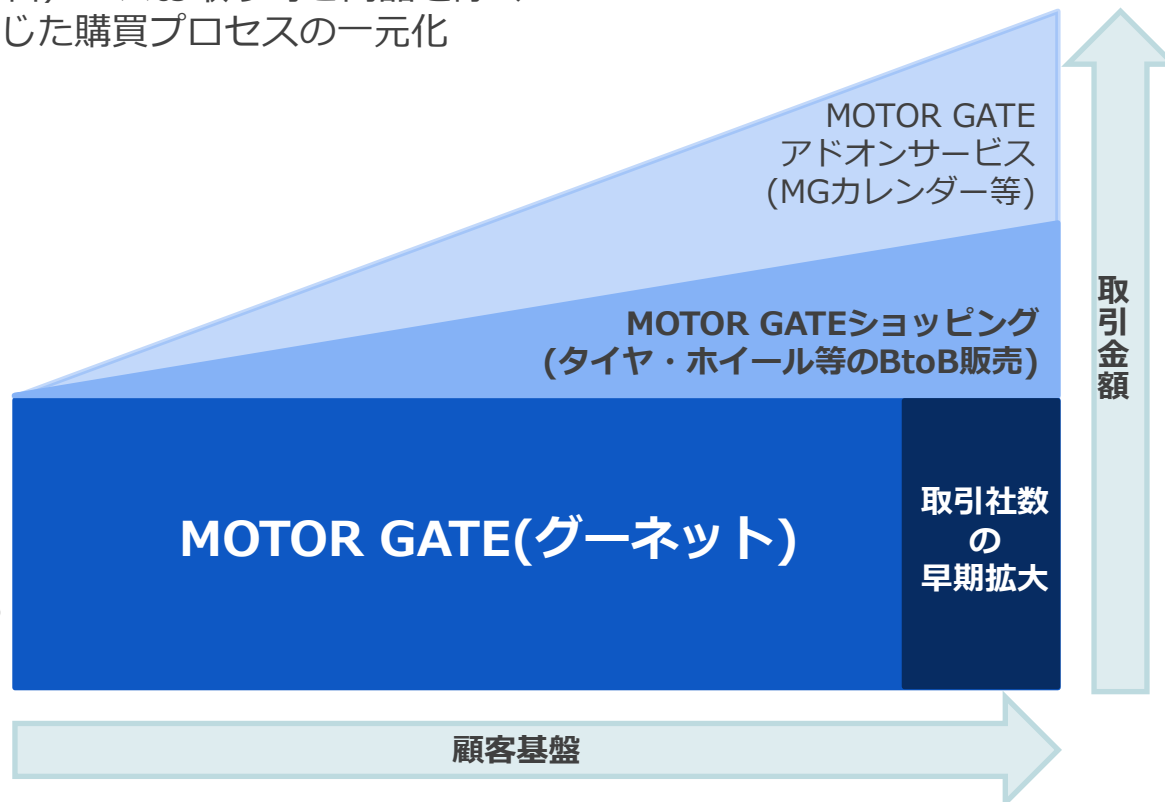 じた購買プロセスの一元化
MOTOR GATE
アドオンサービス
(MGカレンダー等)
MOTOR GATEショッピング
(タイヤ・ホイール等のBtoB販売)
取引金額
MOTOR GATE(グーネット)
取引社数
の
早期拡大
顧客基盤